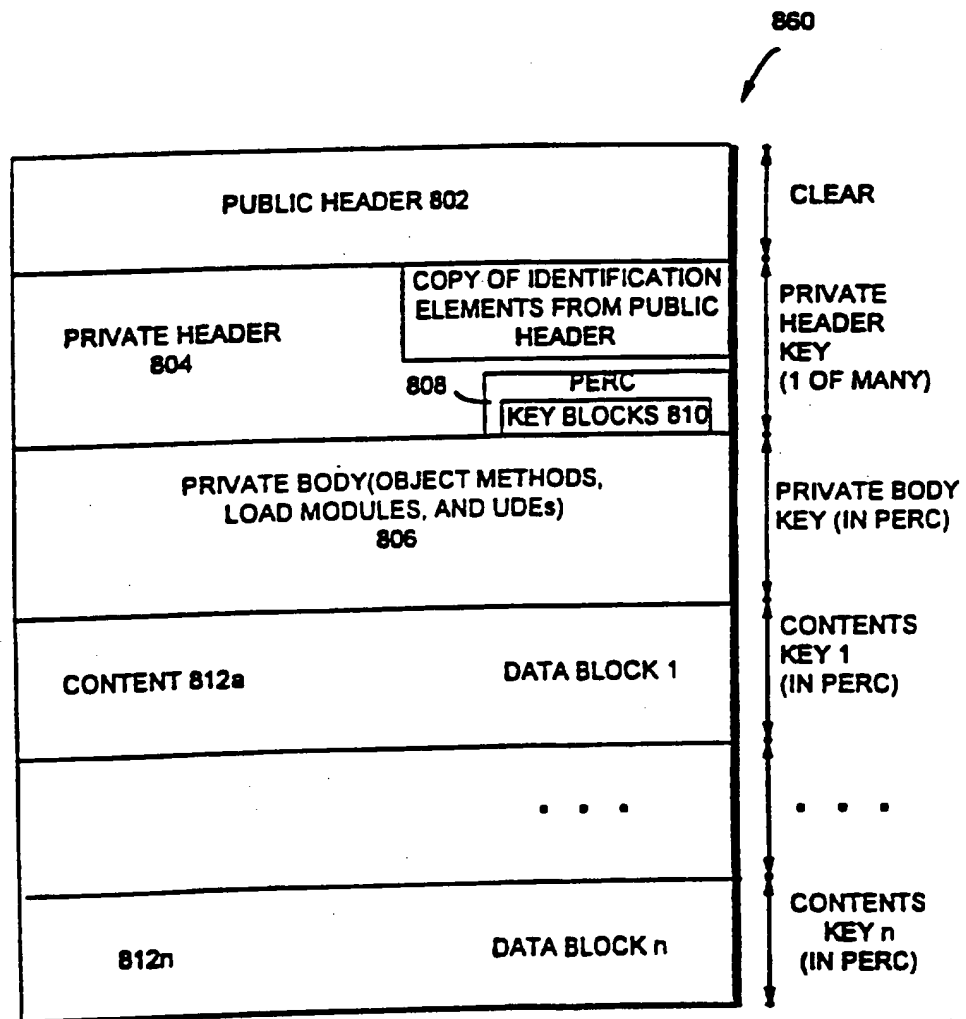 860
PUBLIC HEADER 802
CLEAR
COPY OF IDENTIFICATION
ELEMENTS FROM PUBLIC
HEADER
PRIVATE HEADER
804
808
PERC
KEY BLOCKS 810
PRIVATE
HEADER
KEY
(1 OF MANY)
PRIVATE BODY(OBJECT METHODS,
LOAD MODULES, AND UDEs)
806
PRIVATE BODY
KEY (IN PERC)
CONTENT 812a
DATA BLOCK 1
CONTENTS
KEY 1
(IN PERC)
. . .
. . .
812n
DATA BLOCK n
CONTENTS
KEY n
(IN PERC)